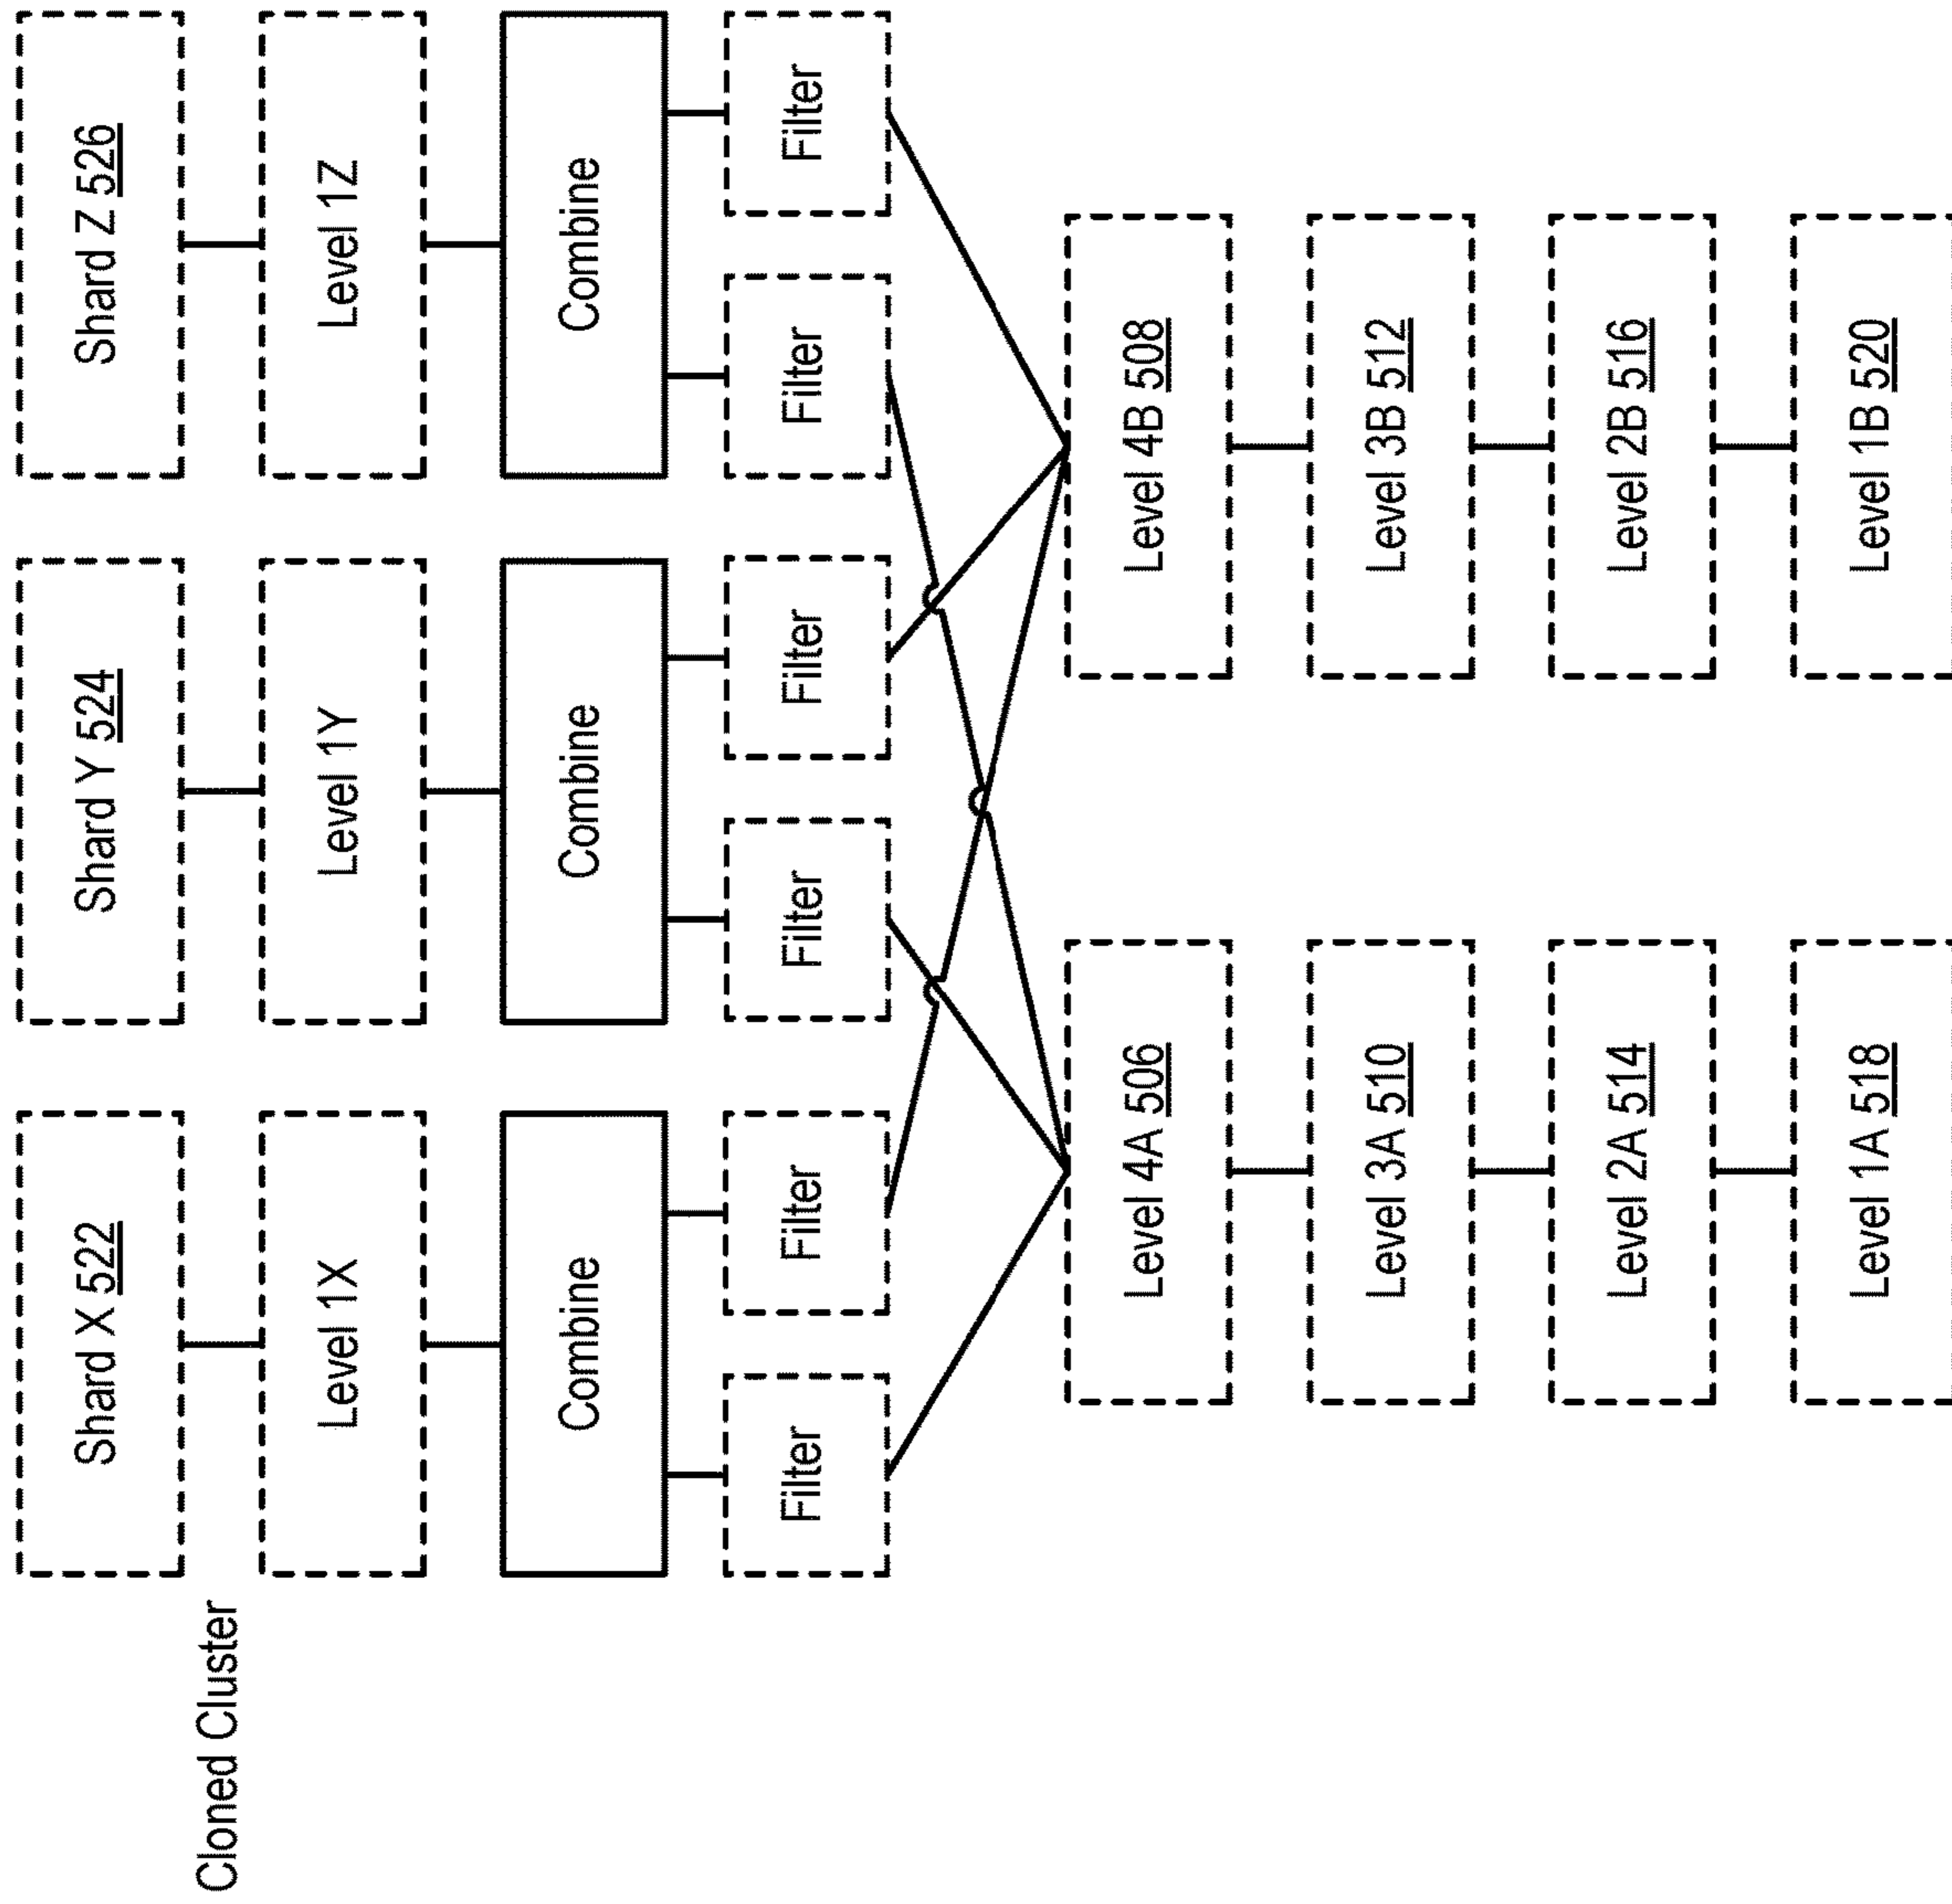 Cloned Cluster
Shard X 522
Shard Y 524
Shard Z 526
Level 1X
Level 1Y
Level 1Z
Combine
Combine
Combine
Filter
Filter
Filter
Filter
Filter
Filter
Level 4A 506
Level 4B 508
Level 3A 510
Level 3B 512
Level 2A 514
Level 2B 516
Level 1A 518
Level 1B 520